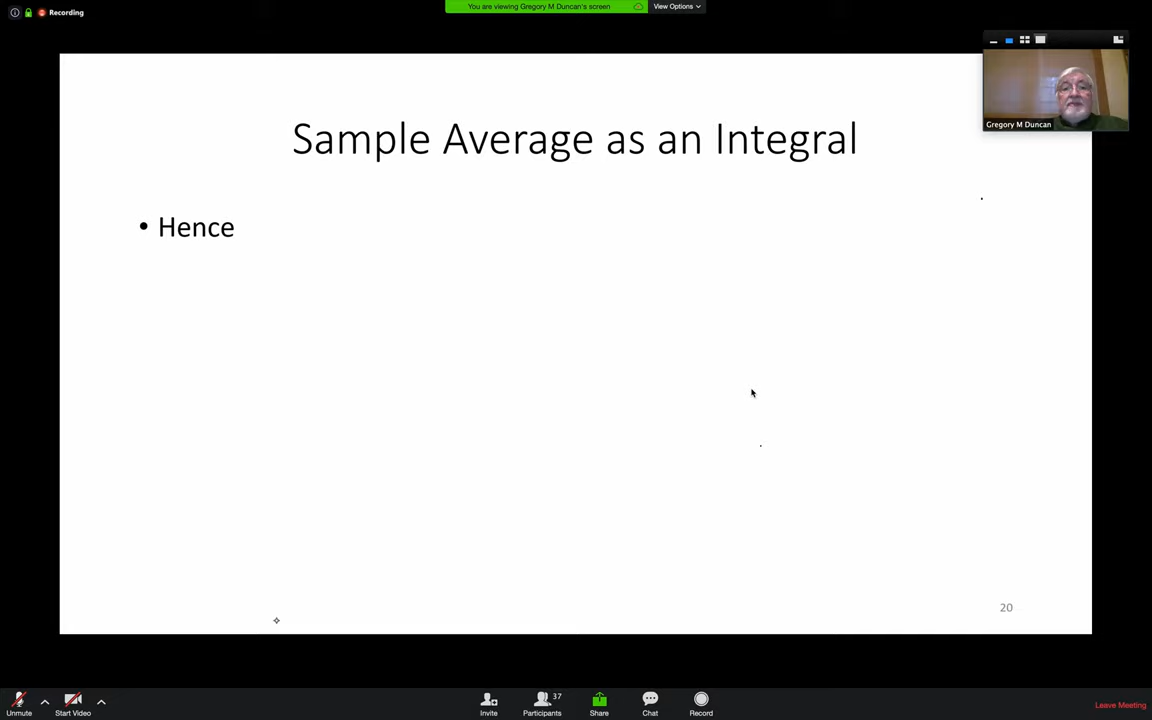 Recording
You are viewing Gregory M Duncan's screen
View Options
Gregory M Duncan
Sample Average as an Integral
• Hence
20
Unmute
Start Video
Invite
37
Participants
Share
Chat
Record
Leave Meeting